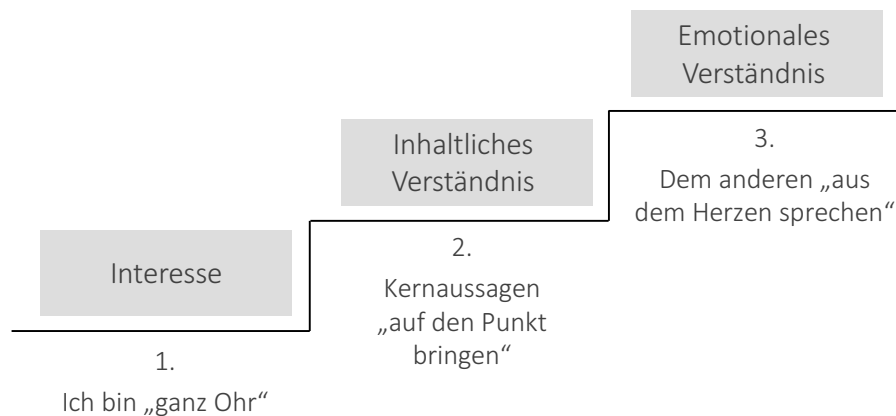 Emotionales
Verständnis
3.
Dem anderen „aus
dem Herzen sprechen“
Inhaltliches
Verständnis
2.
Kernaussagen
„auf den Punkt
bringen“
Interesse
1.
Ich bin „ganz Ohr“